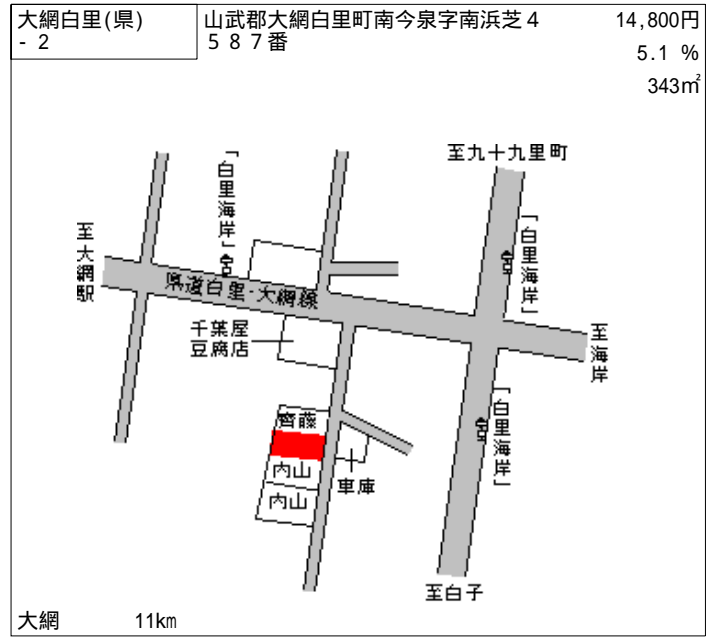 大網白里(県)
- 2
山武郡大網白里町南今泉字南浜芝4
587番
14,800円
5.1 %
343㎡
至九十九里町
「白里海岸」
「白里海岸」
至大網駅
県道白里・大網線
千葉屋
豆腐店
至海岸
「白里海岸」
齊藤
内山
車庫
内山
至白子
大網 11km